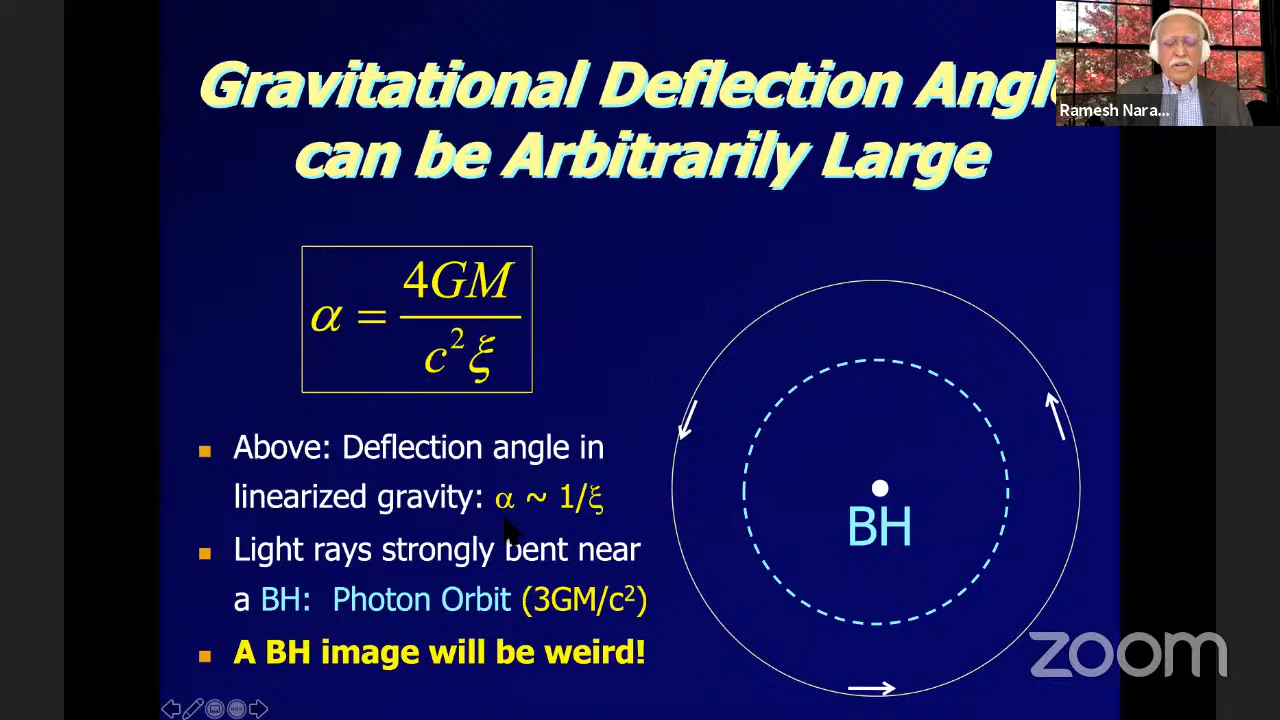 Gravitational Deflection Angle
can be Arbitrarily Large
Ramesh Nara...
α = 4GM / c²ξ
Above: Deflection angle in
linearized gravity: α ~ 1/ξ
Light rays strongly bent near
a BH: Photon Orbit (3GM/c²)
A BH image will be weird!
BH
zoom